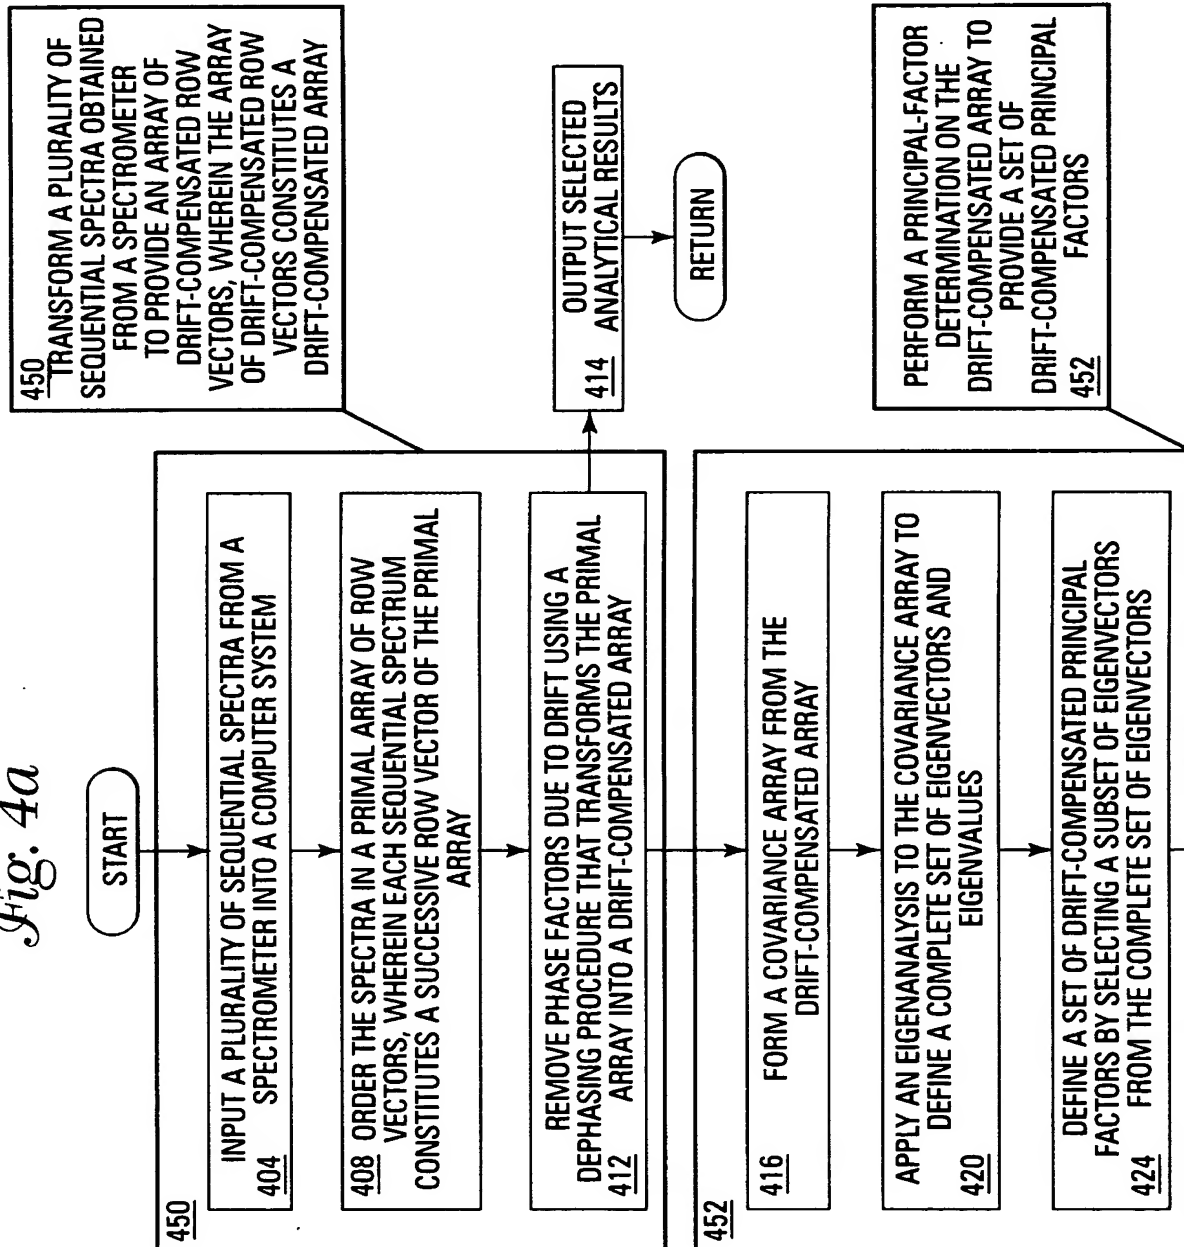 Fig. 4a
START
INPUT A PLURALITY OF SEQUENTIAL SPECTRA FROM A
SPECTROMETER INTO A COMPUTER SYSTEM
404
408 ORDER THE SPECTRA IN A PRIMAL ARRAY OF ROW
VECTORS, WHEREIN EACH SEQUENTIAL SPECTRUM
CONSTITUTES A SUCCESSIVE ROW VECTOR OF THE PRIMAL
ARRAY
REMOVE PHASE FACTORS DUE TO DRIFT USING A
DEPHASING PROCEDURE THAT TRANSFORMS THE PRIMAL
412 ARRAY INTO A DRIFT-COMPENSATED ARRAY
450
450 TRANSFORM A PLURALITY OF
SEQUENTIAL SPECTRA OBTAINED
FROM A SPECTROMETER
TO PROVIDE AN ARRAY OF
DRIFT-COMPENSATED ROW
VECTORS, WHEREIN THE ARRAY
OF DRIFT-COMPENSATED ROW
VECTORS CONSTITUTES A
DRIFT-COMPENSATED ARRAY
OUTPUT SELECTED
414 ANALYTICAL RESULTS
RETURN
452
FORM A COVARIANCE ARRAY FROM THE
416 DRIFT-COMPENSATED ARRAY
APPLY AN EIGENANALYSIS TO THE COVARIANCE ARRAY TO
DEFINE A COMPLETE SET OF EIGENVECTORS AND
420 EIGENVALUES
DEFINE A SET OF DRIFT-COMPENSATED PRINCIPAL
FACTORS BY SELECTING A SUBSET OF EIGENVECTORS
424 FROM THE COMPLETE SET OF EIGENVECTORS
PERFORM A PRINCIPAL-FACTOR
DETERMINATION ON THE
DRIFT-COMPENSATED ARRAY TO
PROVIDE A SET OF
DRIFT-COMPENSATED PRINCIPAL
452 FACTORS